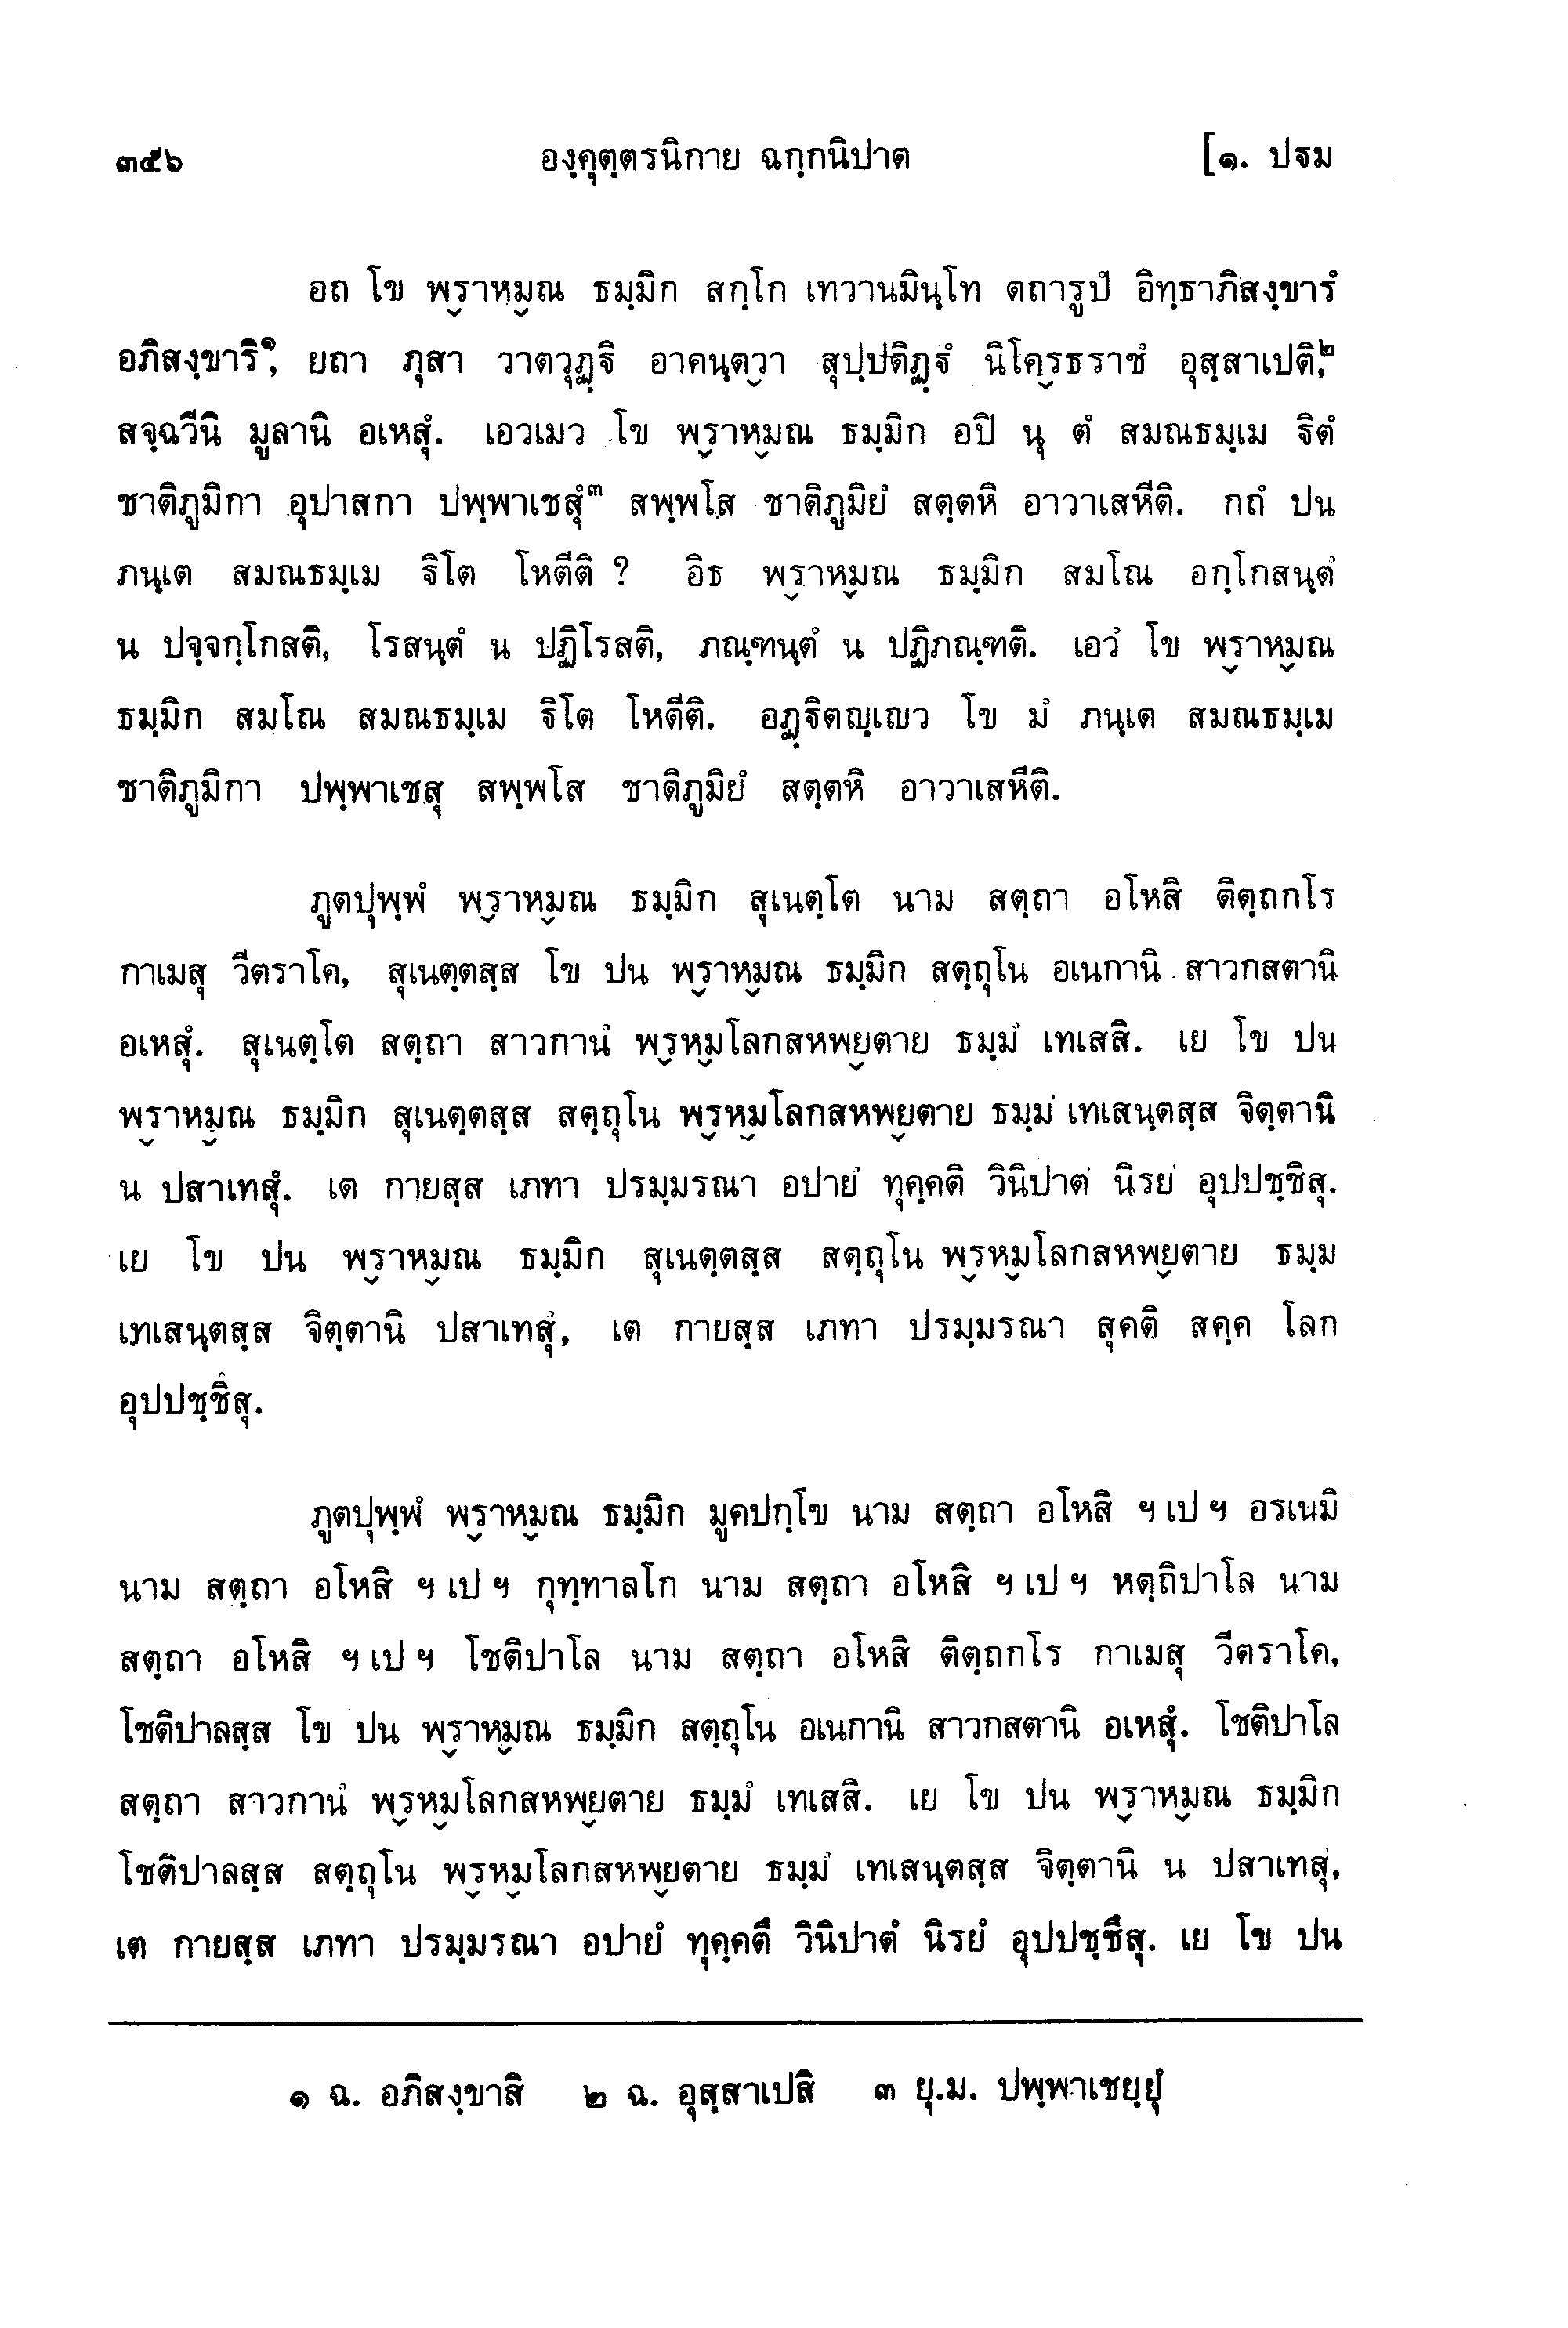 ๓๕๖ องฺคุตฺตรนิกาย ฉกฺกนิปาต [๑. ปฐม
อถ โข พฺราหฺมณ ธมฺมิก สกฺโก เทวานมินฺโท ตถารูปํ อิทฺธาภิสงฺขารํ
อภิสงฺขาริ๑, ยถา ภุสา วาตวุฏฺฐิ อาคนฺตฺวา สุปฺปติฏฺฐํ นิโคฺรธราชํ อุสฺสาเปติ,๒
สจฺฉวีนิ มูลานิ อเหสุํ. เอวเมว โข พฺราหฺมณ ธมฺมิก อปิ นุ ตํ สมณธมฺเม ฐิตํ
ชาติภูมิกา อุปาสกา ปพฺพาเชสุํ๓ สพฺพโส ชาติภูมิยํ สตฺตหิ อาวาเสหีติ. กถํ ปน
ภนฺเต สมณธมฺเม ฐิโต โหตีติ ? อิธ พฺราหฺมณ ธมฺมิก สมโณ อกฺโกสนฺตํ
น ปจฺจกฺโกสติ, โรสนฺตํ น ปฏิโรสติ, ภณฺฑนฺตํ น ปฏิภณฺฑติ. เอวํ โข พฺราหฺมณ
ธมฺมิก สมโณ สมณธมฺเม ฐิโต โหตีติ. อฏฺฐิตญฺเญว โข มํ ภนฺเต สมณธมฺเม
ชาติภูมิกา ปพฺพาเชสุ สพฺพโส ชาติภูมิยํ สตฺตหิ อาวาเสหีติ.
ภูตปุพฺพํ พฺราหฺมณ ธมฺมิก สุเนตฺโต นาม สตฺถา อโหสิ ติตฺถกโร
กาเมสุ วีตราโค, สุเนตฺตสฺส โข ปน พฺราหฺมณ ธมฺมิก สตฺถุโน อเนกานิ สาวกสตานิ
อเหสุํ. สุเนตฺโต สตฺถา สาวกานํ พฺรหฺมโลกสหพฺยตาย ธมฺมํ เทเสสิ. เย โข ปน
พฺราหฺมณ ธมฺมิก สุเนตฺตสฺส สตฺถุโน พฺรหฺมโลกสหพฺยตาย ธมฺมํ เทเสนฺตสฺส จิตฺตานิ
น ปสาเทสุํ. เต กายสฺส เภทา ปรมฺมรณา อปายํ ทุคฺคติ วินิปาตํ นิรยํ อุปปชฺชิสุ.
เย โข ปน พฺราหฺมณ ธมฺมิก สุเนตฺตสฺส สตฺถุโน พฺรหฺมโลกสหพฺยตาย ธมฺม
เทเสนฺตสฺส จิตฺตานิ ปสาเทสุํ, เต กายสฺส เภทา ปรมฺมรณา สุคติ สคฺค โลก
อุปปชฺชึสุ.
ภูตปุพฺพํ พฺราหฺมณ ธมฺมิก มูคปกฺโข นาม สตฺถา อโหสิ ฯ เป ฯ อรเนมิ
นาม สตฺถา อโหสิ ฯ เป ฯ กุทฺทาลโก นาม สตฺถา อโหสิ ฯ เป ฯ หตฺถิปาโล นาม
สตฺถา อโหสิ ฯ เป ฯ โชติปาโล นาม สตฺถา อโหสิ ติตฺถกโร กาเมสุ วีตราโค,
โชติปาลสฺส โข ปน พฺราหฺมณ ธมฺมิก สตฺถุโน อเนกานิ สาวกสตานิ อเหสุํ. โชติปาโล
สตฺถา สาวกานํ พฺรหฺมโลกสหพฺยตาย ธมฺมํ เทเสสิ. เย โข ปน พฺราหฺมณ ธมฺมิก
โชติปาลสฺส สตฺถุโน พฺรหฺมโลกสหพฺยตาย ธมฺมํ เทเสนฺตสฺส จิตฺตานิ น ปสาเทสุํ,
เต กายสฺส เภทา ปรมฺมรณา อปายํ ทุคฺคตึ วินิปาตํ นิรยํ อุปปชฺชึสุ. เย โข ปน
๑ ฉ. อภิสงฺขาสิ ๒ ฉ. อุสฺสาเปสิ ๓ ยุ.ม. ปพฺพาเชยฺยุํ